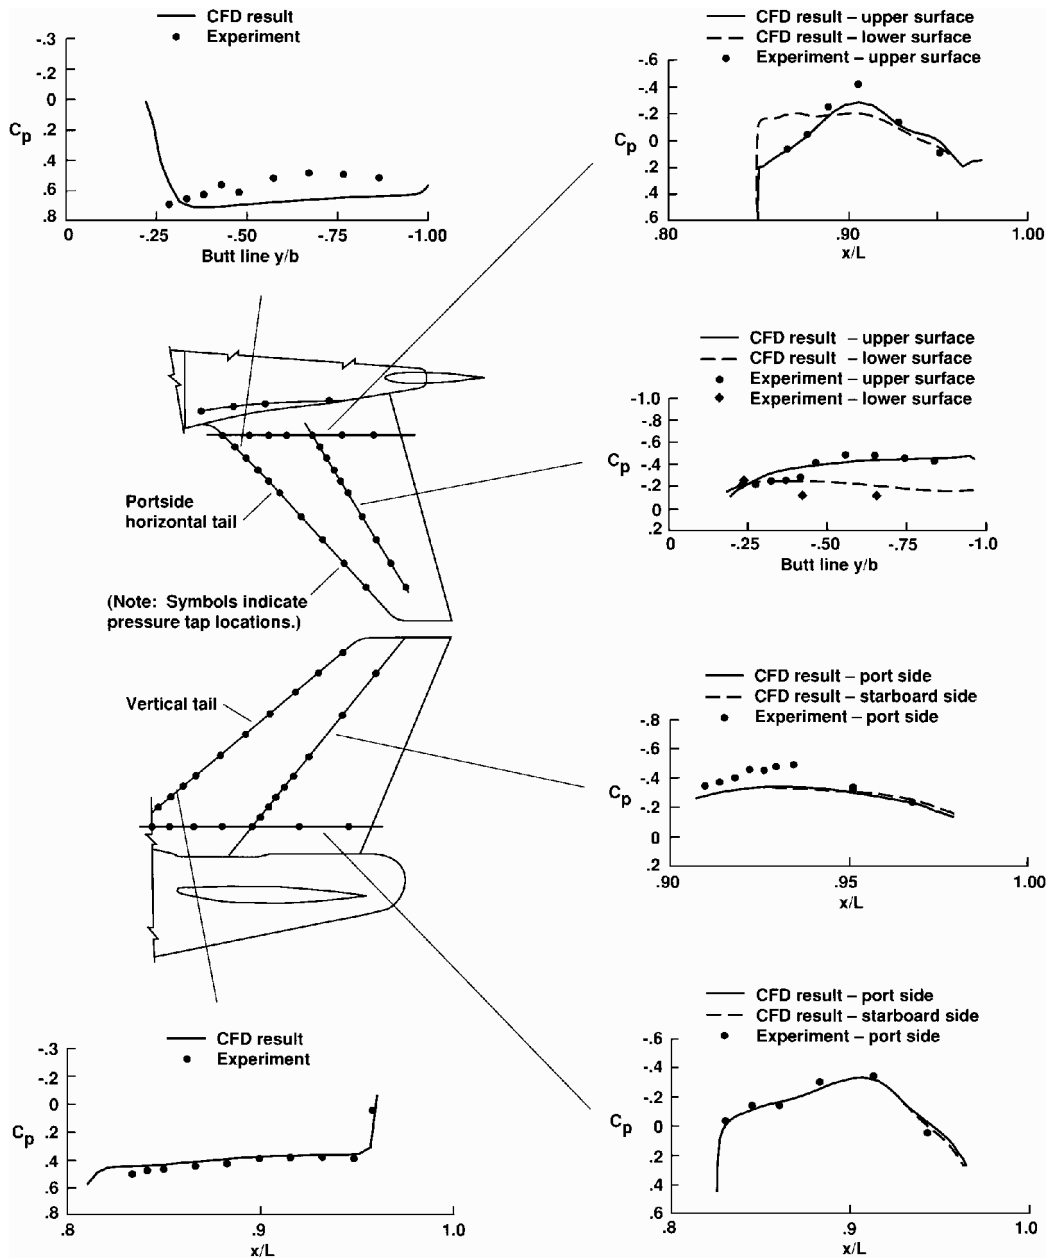 CFD result
Experiment
-.3
-.2
0
.2
.4
.6
.8
Cp
0
-.25
-.50
-.75
-1.00
Butt line y/b
CFD result – upper surface
CFD result – lower surface
Experiment – upper surface
-.6
-.4
-.2
0
.2
.4
.6
Cp
.80
.90
1.00
x/L
CFD result – upper surface
CFD result – lower surface
Experiment – upper surface
Experiment – lower surface
-1.0
-.8
-.6
-.4
-.2
0
.2
Cp
0
-.25
-.50
-.75
-1.0
Butt line y/b
Portside
horizontal tail
(Note: Symbols indicate
pressure tap locations.)
Vertical tail
CFD result – port side
CFD result – starboard side
Experiment – port side
-.8
-.6
-.4
-.2
0
.2
Cp
.90
.95
1.00
x/L
CFD result
Experiment
-.3
-.2
0
.2
.4
.6
.8
Cp
.8
.9
1.0
x/L
CFD result – port side
CFD result – starboard side
Experiment – port side
-.6
-.4
-.2
0
.2
.4
.6
Cp
.8
.9
1.0
x/L